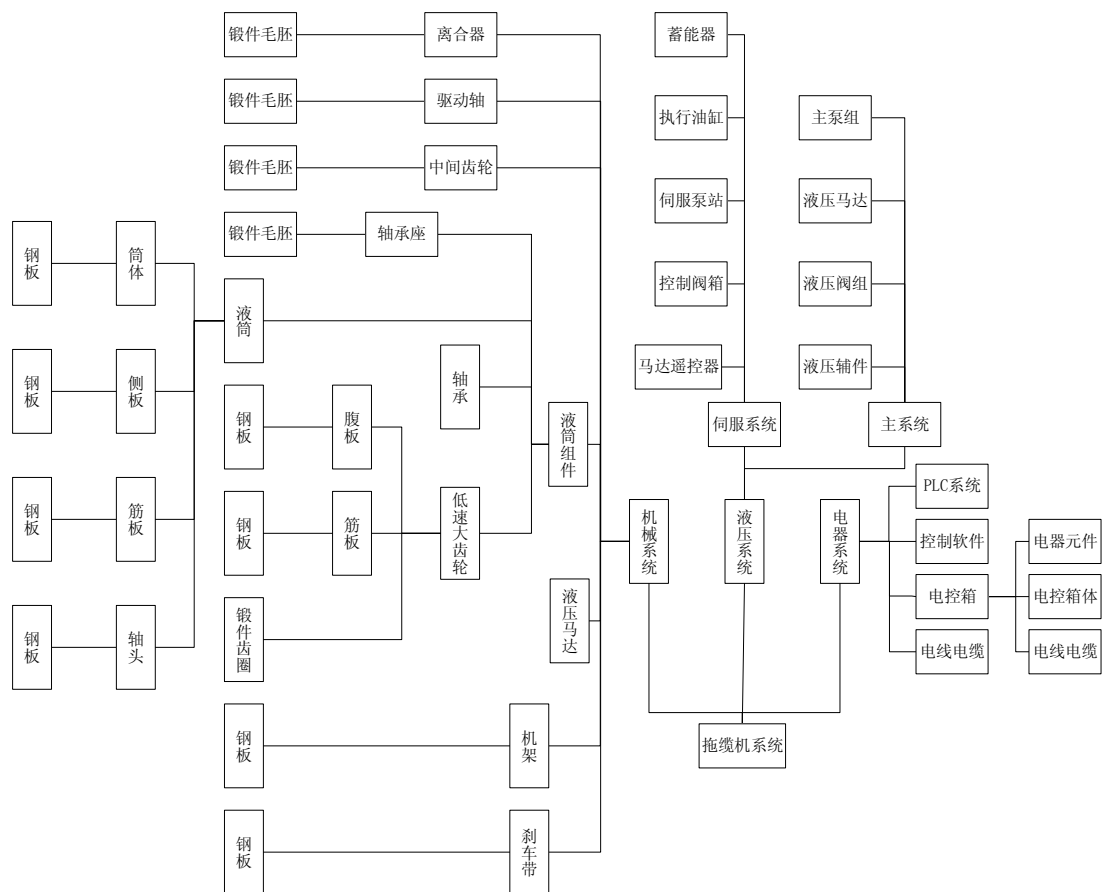 锻件毛胚
离合器
蓄能器
锻件毛胚
驱动轴
执行油缸
主泵组
锻件毛胚
中间齿轮
伺服泵站
液压马达
锻件毛胚
轴承座
钢板
筒体
控制阀箱
液压阀组
液筒
钢板
侧板
轴承
马达遥控器
液压辅件
钢板
腹板
液筒组件
伺服系统
主系统
PLC系统
钢板
筋板
钢板
筋板
低速大齿轮
机械系统
液压系统
电器系统
控制软件
电器元件
电控箱
电控箱体
钢板
轴头
锻件齿圈
液压马达
电线电缆
电线电缆
钢板
机架
拖缆机系统
钢板
刹车带